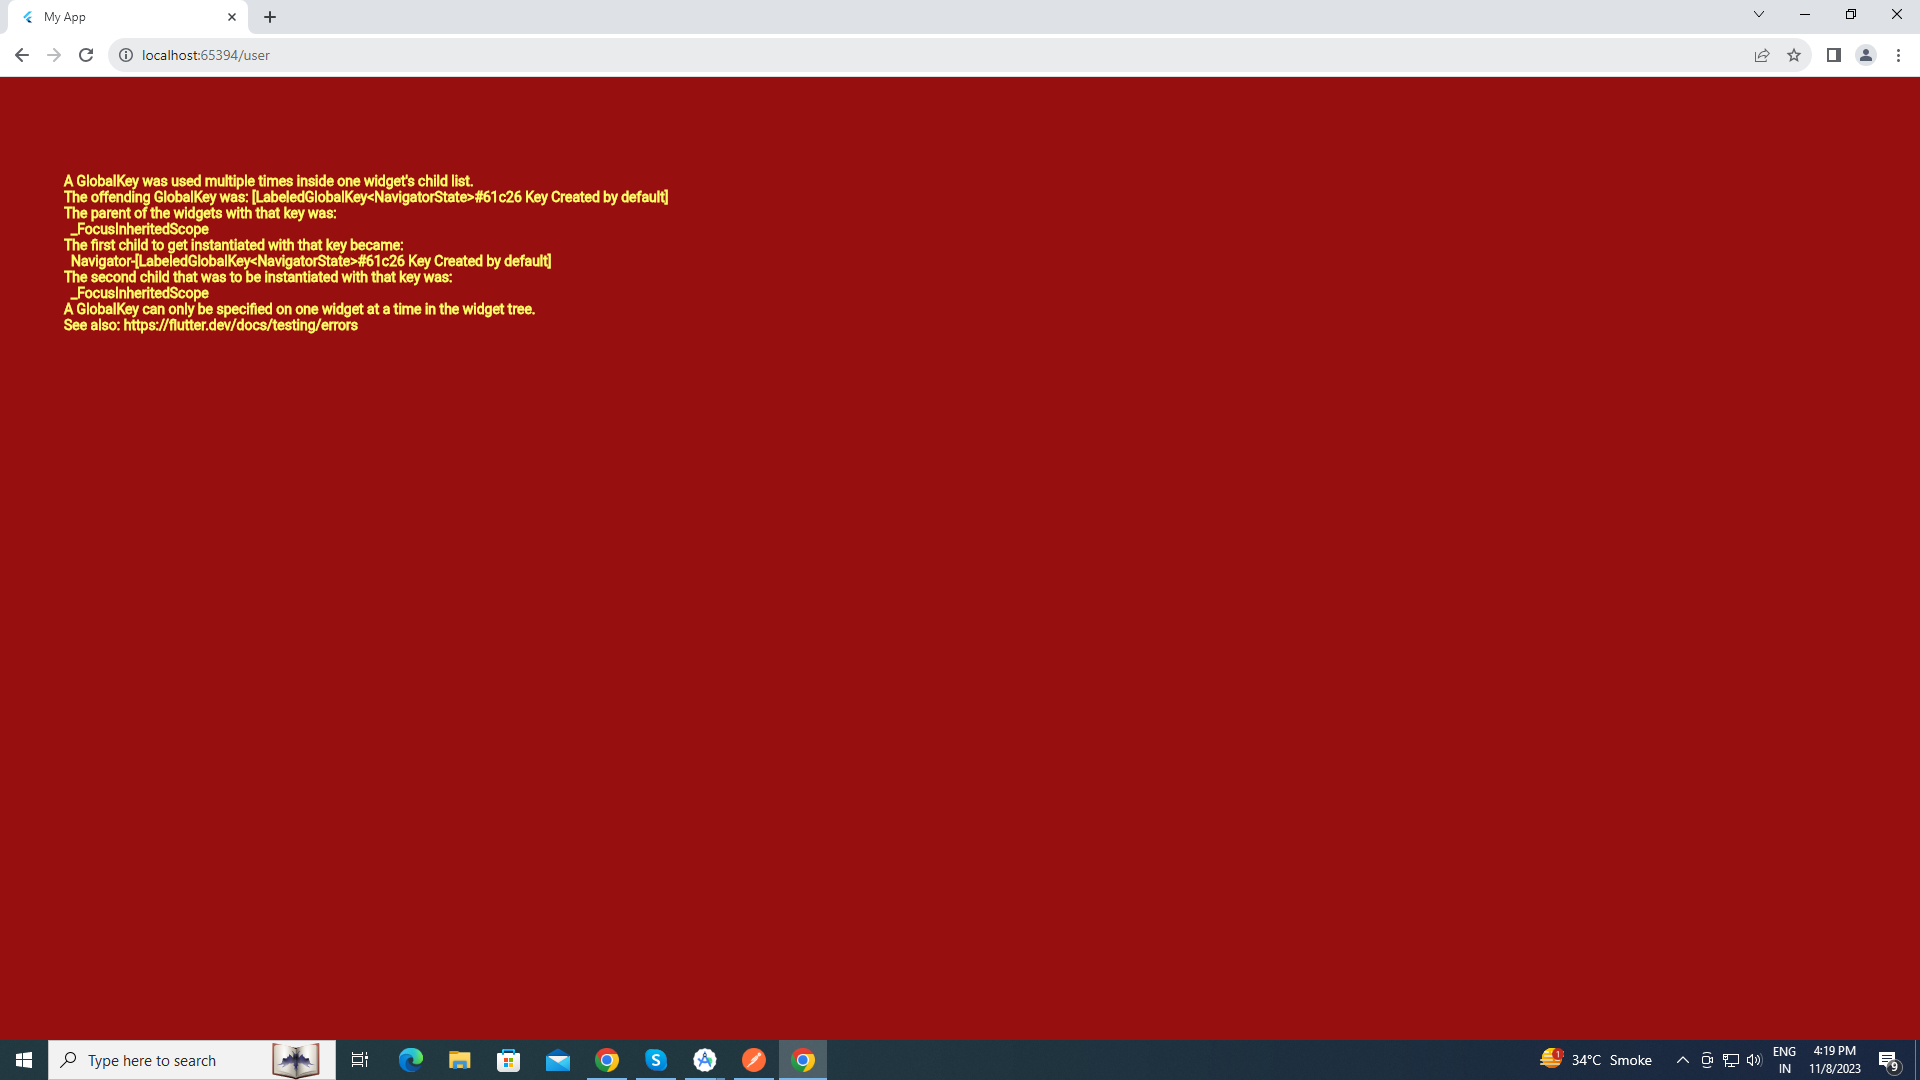 My App
localhost:65394/user
A GlobalKey was used multiple times inside one widget's child list.
The offending GlobalKey was: [LabeledGlobalKey<NavigatorState>#61c26 Key Created by default]
The parent of the widgets with that key was:
_FocusInheritedScope
The first child to get instantiated with that key became:
Navigator-[LabeledGlobalKey<NavigatorState>#61c26 Key Created by default]
The second child that was to be instantiated with that key was:
_FocusInheritedScope
A GlobalKey can only be specified on one widget at a time in the widget tree.
See also: https://flutter.dev/docs/testing/errors
Type here to search
S
1
34°C Smoke
ENG
IN
4:19 PM
11/8/2023
9